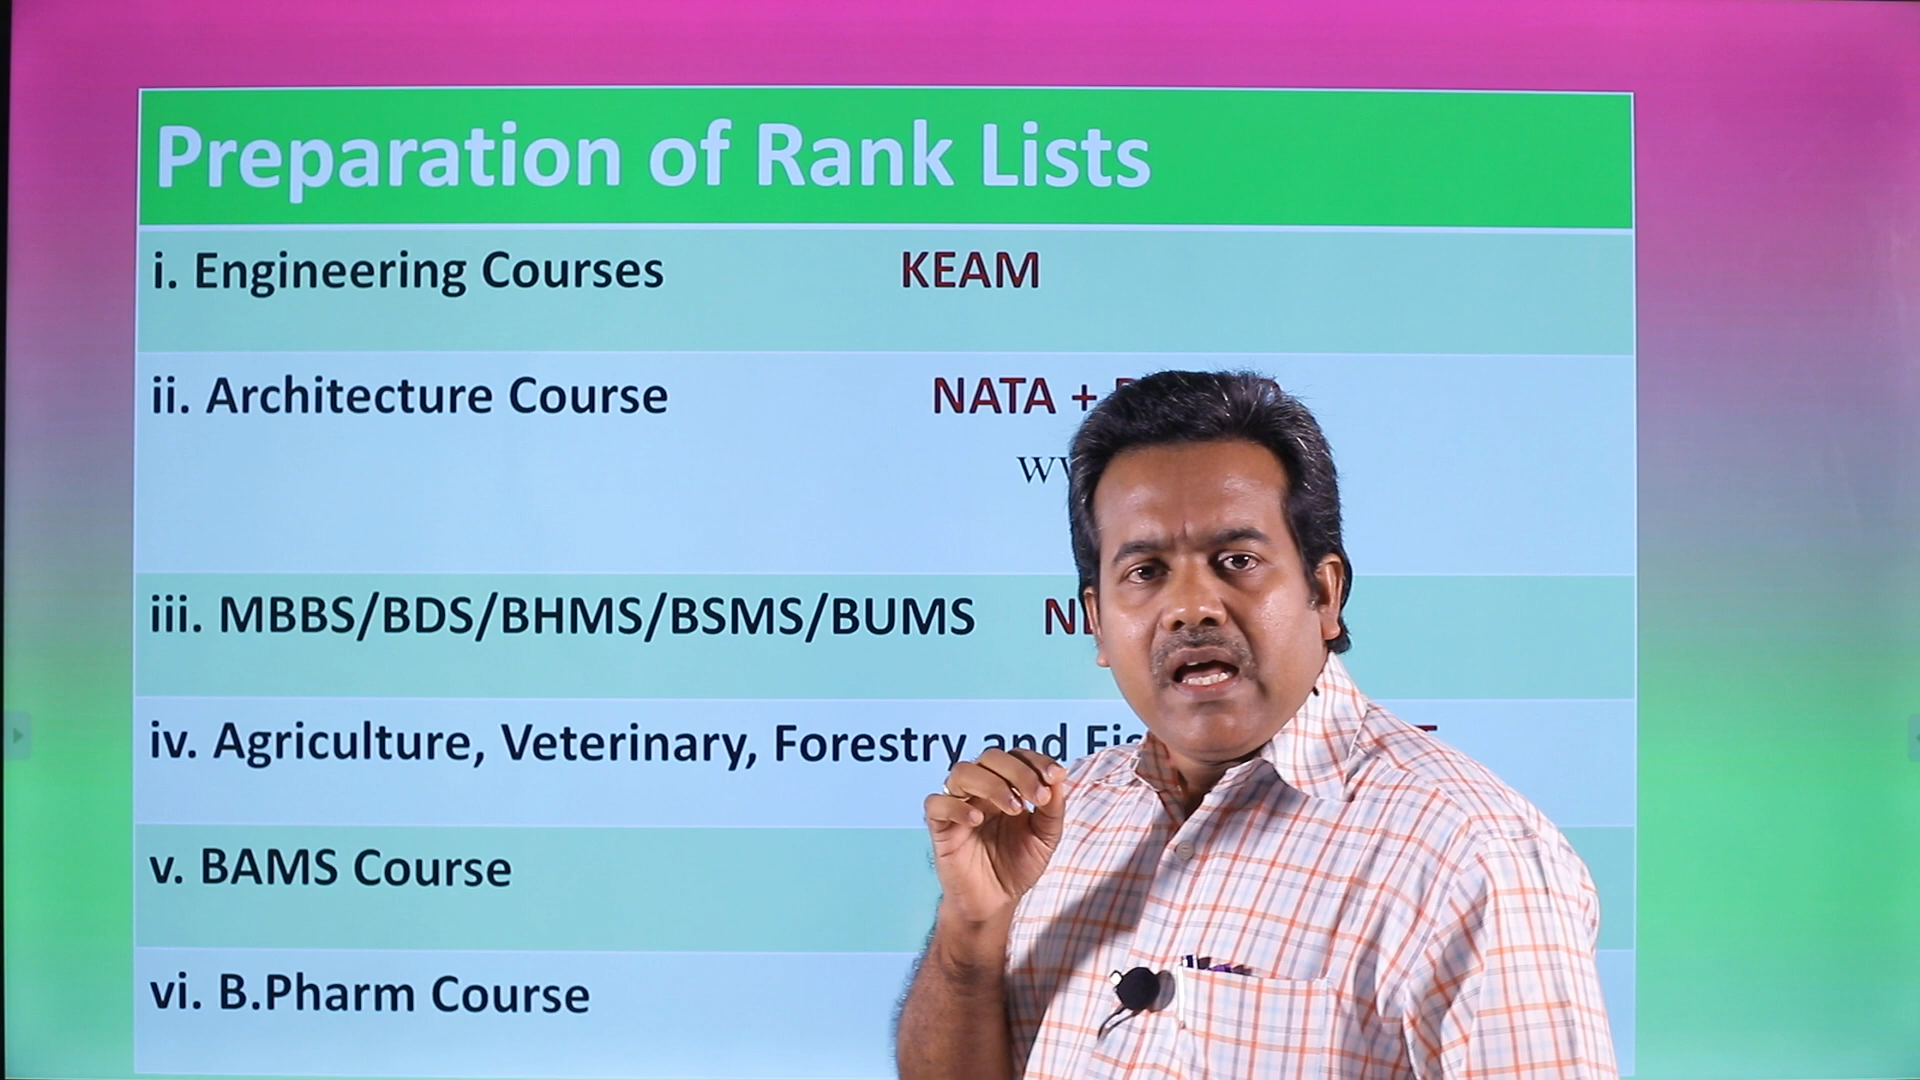 Preparation of Rank Lists
i. Engineering Courses KEAM
ii. Architecture Course NATA +
iii. MBBS/BDS/BHMS/BSMS/BUMS
iv. Agriculture, Veterinary, Forestry and
v. BAMS Course
vi. B.Pharm Course